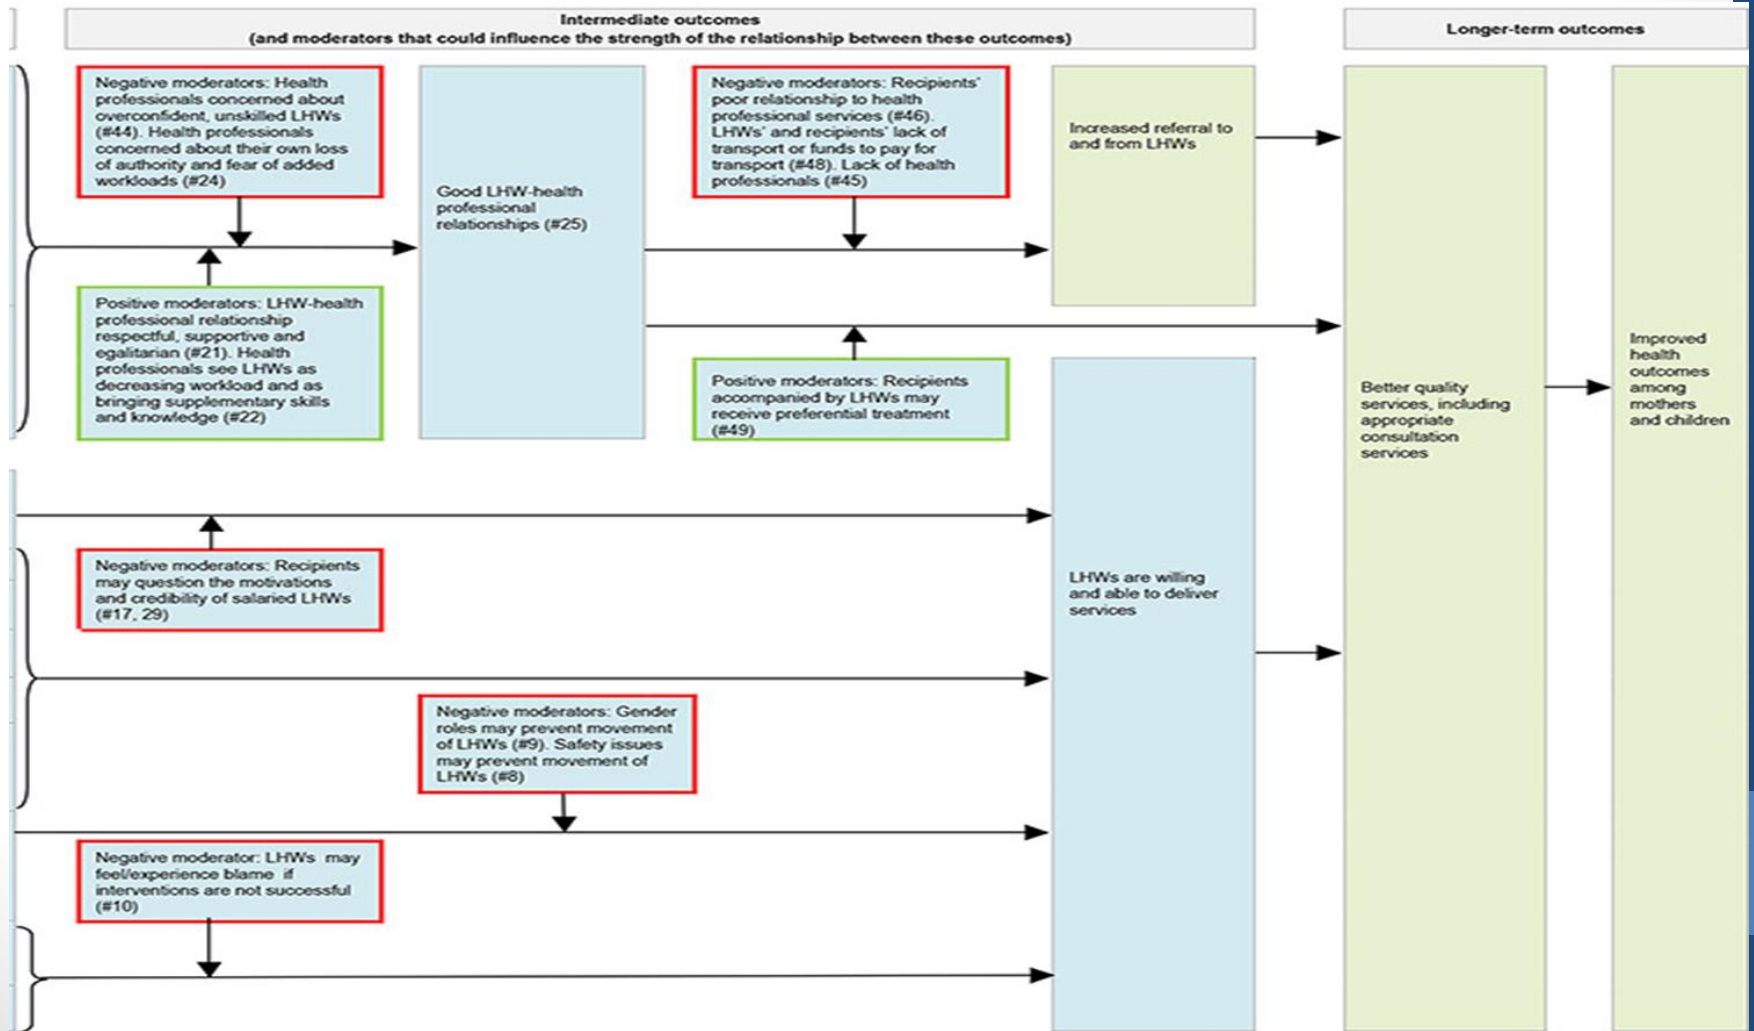 Intermediate outcomes
(and moderators that could influence the strength of the relationship between these outcomes)
Longer-term outcomes
Negative moderators: Health
professionals concerned about
overconfident, unskilled LHWs
(#44). Health professionals
concerned about their own loss
of authority and fear of added
workloads (#24)
Positive moderators: LHW-health
professional relationship
respectful, supportive and
egalitarian (#21). Health
professionals see LHWs as
decreasing workload and as
bringing supplementary skills
and knowledge (#22)
Good LHW-health
professional
relationships (#25)
Negative moderators: Recipients'
poor relationship to health
professional services (#46).
LHWs' and recipients' lack of
transport or funds to pay for
transport (#48). Lack of health
professionals (#45)
Positive moderators: Recipients
accompanied by LHWs may
receive preferential treatment
(#49)
Increased referral to
and from LHWs
Negative moderators: Recipients
may question the motivations
and credibility of salaried LHWs
(#17, 29)
Negative moderators: Gender
roles may prevent movement
of LHWs (#9). Safety issues
may prevent movement of
LHWs (#8)
Negative moderator: LHWs may
feel/experience blame if
interventions are not successful
(#10)
LHWs are willing
and able to deliver
services
Better quality
services, including
appropriate
consultation
services
Improved
health
outcomes
among
mothers
and children